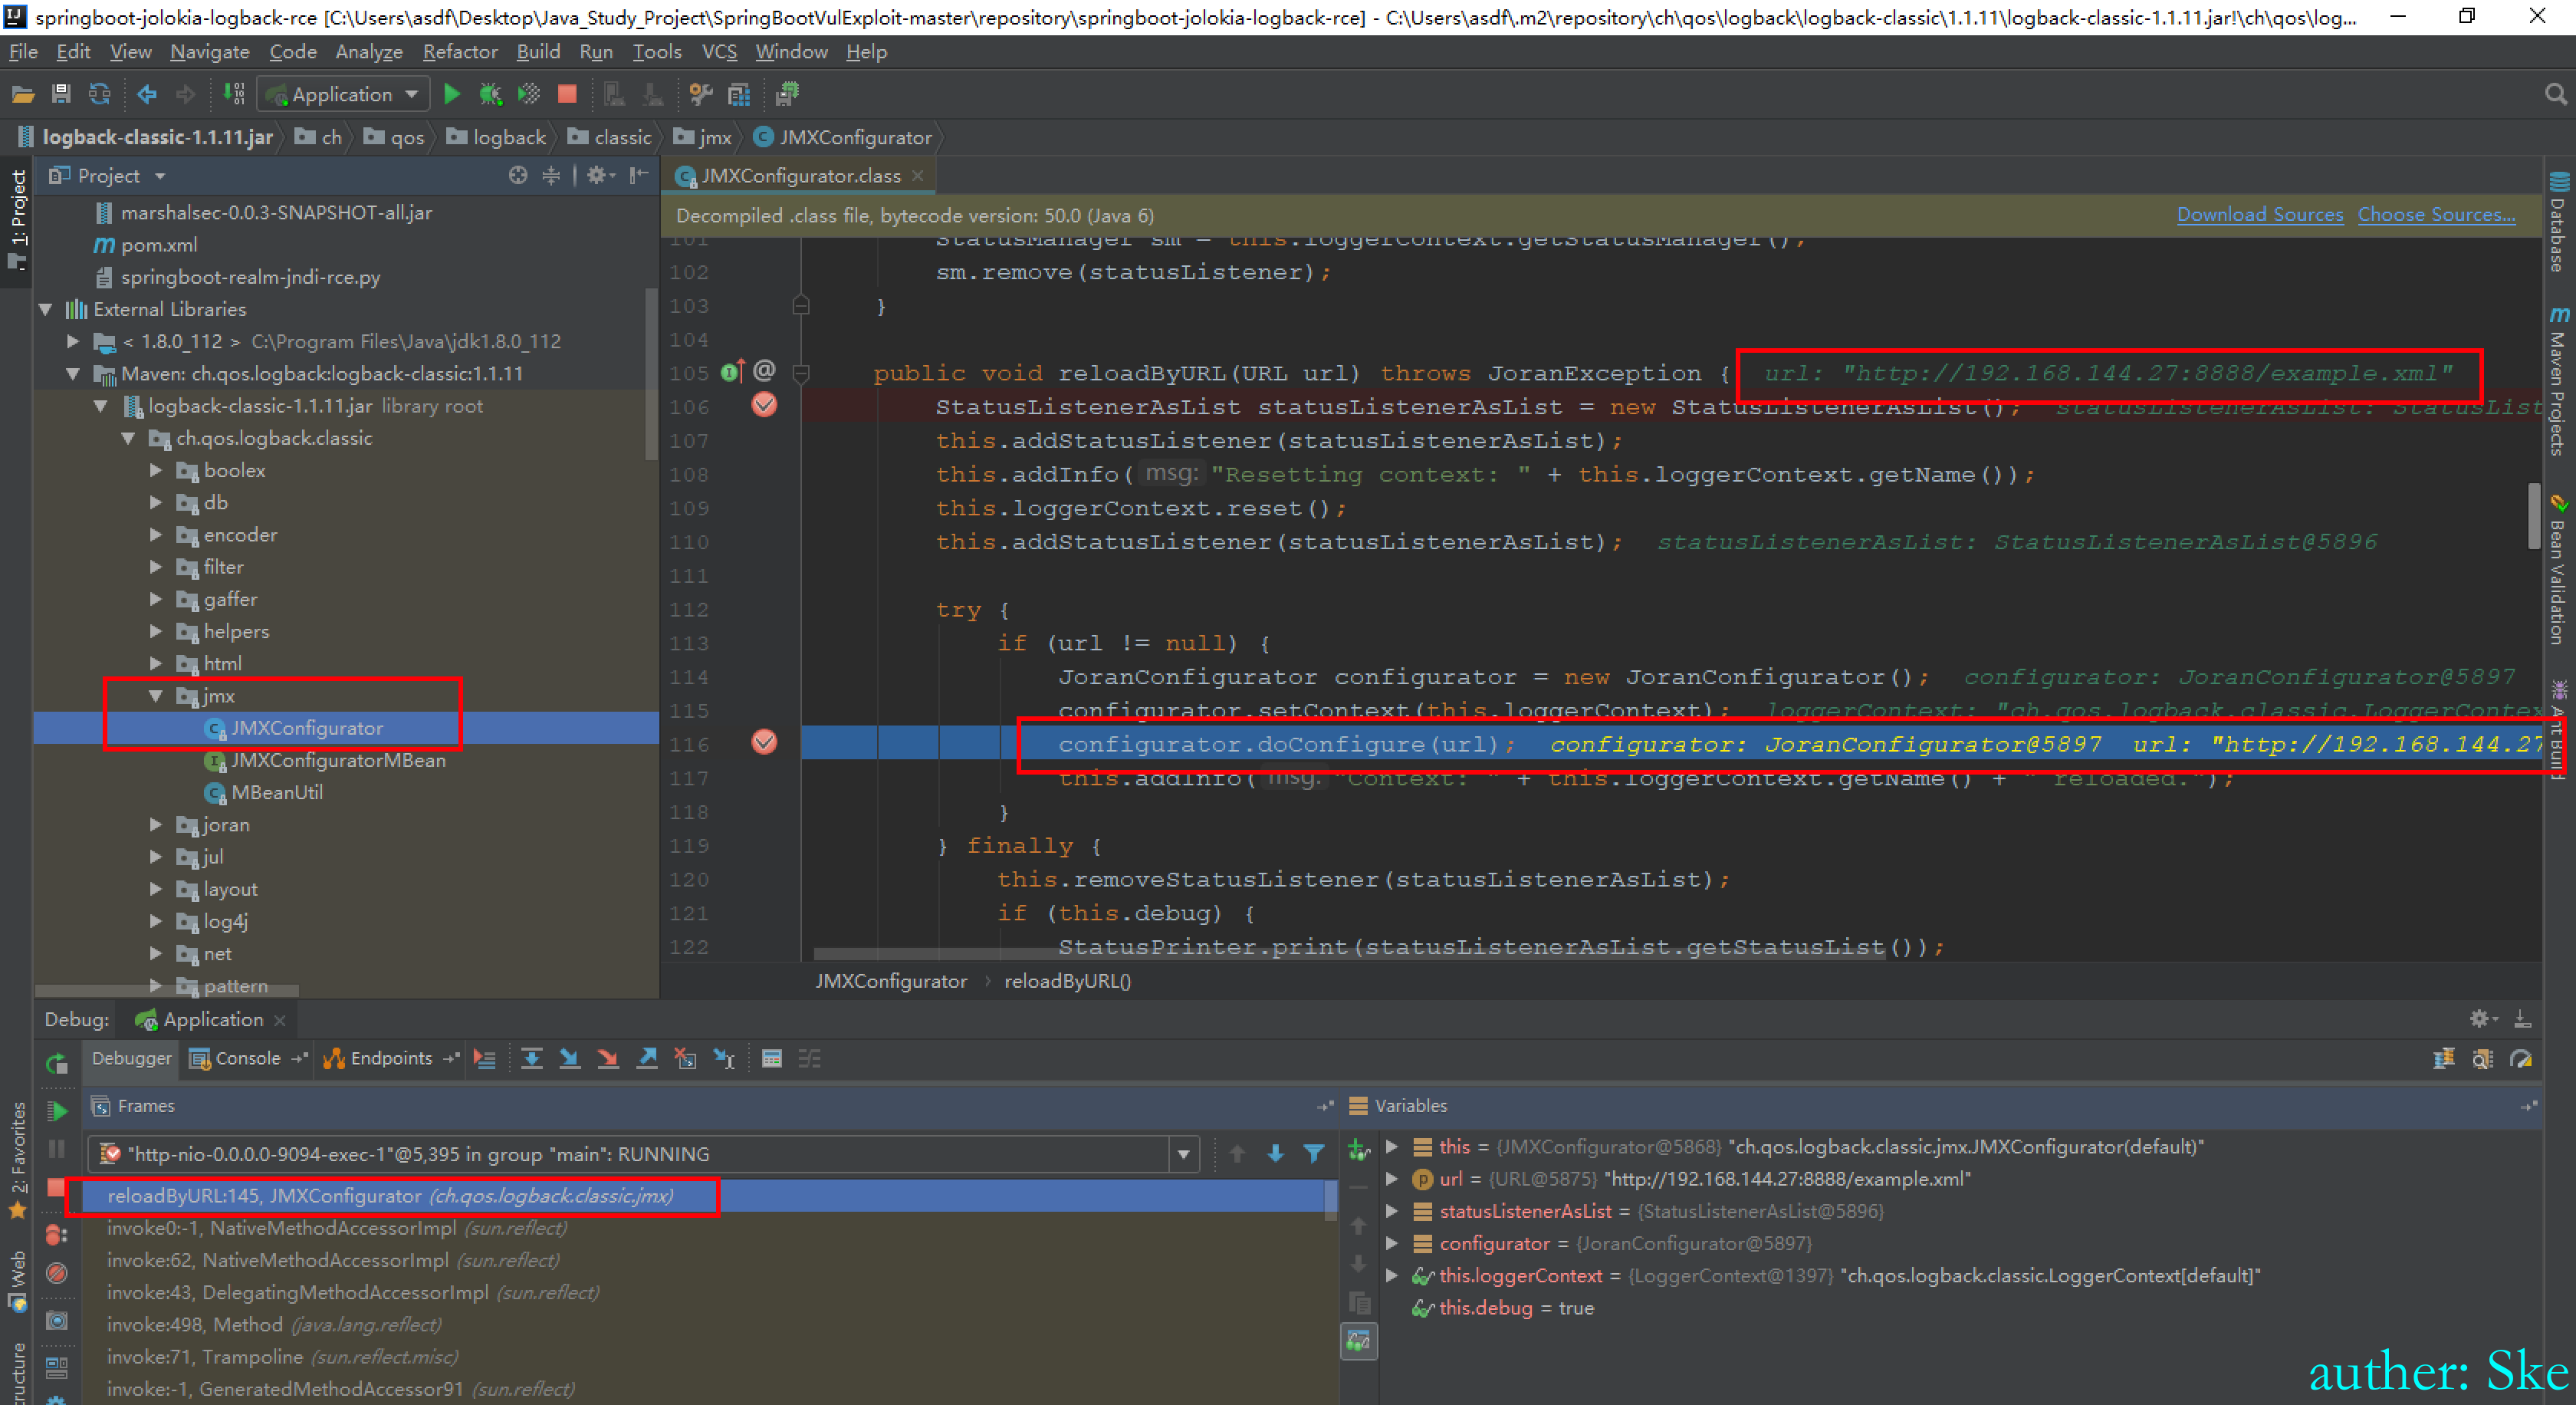 springboot-jolokia-logback-rce [C:\Users\asdf\Desktop\Java_Study_Project\SpringBootVulExploit-master\repository\springboot-jolokia-logback-rce] - C:\Users\asdf\.m2\repository\ch\qos\logback\logback-classic\1.1.11\logback-classic-1.1.11.jar!\ch\qos\log...
File Edit View Navigate Code Analyze Refactor Build Run Tools VCS Window Help
Application
logback-classic-1.1.11.jar ch qos logback classic jmx JMXConfigurator
1: Project
Project
marshalsec-0.0.3-SNAPSHOT-all.jar
pom.xml
springboot-realm-jndi-rce.py
External Libraries
< 1.8.0_112 > C:\Program Files\Java\jdk1.8.0_112
Maven: ch.qos.logback:logback-classic:1.1.11
logback-classic-1.1.11.jar library root
ch.qos.logback.classic
boolex
db
encoder
filter
gaffer
helpers
html
jmx
JMXConfigurator
JMXConfiguratorMBean
MBeanUtil
joran
jul
layout
log4j
net
pattern
JMXConfigurator.class
Decompiled .class file, bytecode version: 50.0 (Java 6)
Download Sources Choose Sources...
101 StatusManager sm = this.loggerContext.getStatusManager();
102 sm.remove(statusListener);
103 }
104
105 public void reloadByURL(URL url) throws JoranException { url: "http://192.168.144.27:8888/example.xml"
106 StatusListenerAsList statusListenerAsList = new StatusListenerAsList(); statusListenerAsList: StatusList
107 this.addStatusListener(statusListenerAsList);
108 this.addInfo( msg: "Resetting context: " + this.loggerContext.getName());
109 this.loggerContext.reset();
110 this.addStatusListener(statusListenerAsList); statusListenerAsList: StatusListenerAsList@5896
111
112 try {
113 if (url != null) {
114 JoranConfigurator configurator = new JoranConfigurator(); configurator: JoranConfigurator@5897
115 configurator.setContext(this.loggerContext); loggerContext: "ch.qos.logback.classic.LoggerContex
116 configurator.doConfigure(url); configurator: JoranConfigurator@5897 url: "http://192.168.144.27
117 this.addInfo( msg: "Context: " + this.loggerContext.getName() + " reloaded.");
118 }
119 } finally {
120 this.removeStatusListener(statusListenerAsList);
121 if (this.debug) {
122 StatusPrinter.print(statusListenerAsList.getStatusList());
JMXConfigurator reloadByURL()
Database
Maven Projects
Bean Validation
Ant Build
Debug: Application
Debugger Console Endpoints
Frames
"http-nio-0.0.0.0-9094-exec-1"@5,395 in group "main": RUNNING
reloadByURL:145, JMXConfigurator (ch.qos.logback.classic.jmx)
invoke0:-1, NativeMethodAccessorImpl (sun.reflect)
invoke:62, NativeMethodAccessorImpl (sun.reflect)
invoke:43, DelegatingMethodAccessorImpl (sun.reflect)
invoke:498, Method (java.lang.reflect)
invoke:71, Trampoline (sun.reflect.misc)
invoke:-1, GeneratedMethodAccessor91 (sun.reflect)
Variables
this = {JMXConfigurator@5868} "ch.qos.logback.classic.jmx.JMXConfigurator(default)"
url = {URL@5875} "http://192.168.144.27:8888/example.xml"
statusListenerAsList = {StatusListenerAsList@5896}
configurator = {JoranConfigurator@5897}
this.loggerContext = {LoggerContext@1397} "ch.qos.logback.classic.LoggerContext[default]"
this.debug = true
2: Favorites
Web
ructure
auther: Ske